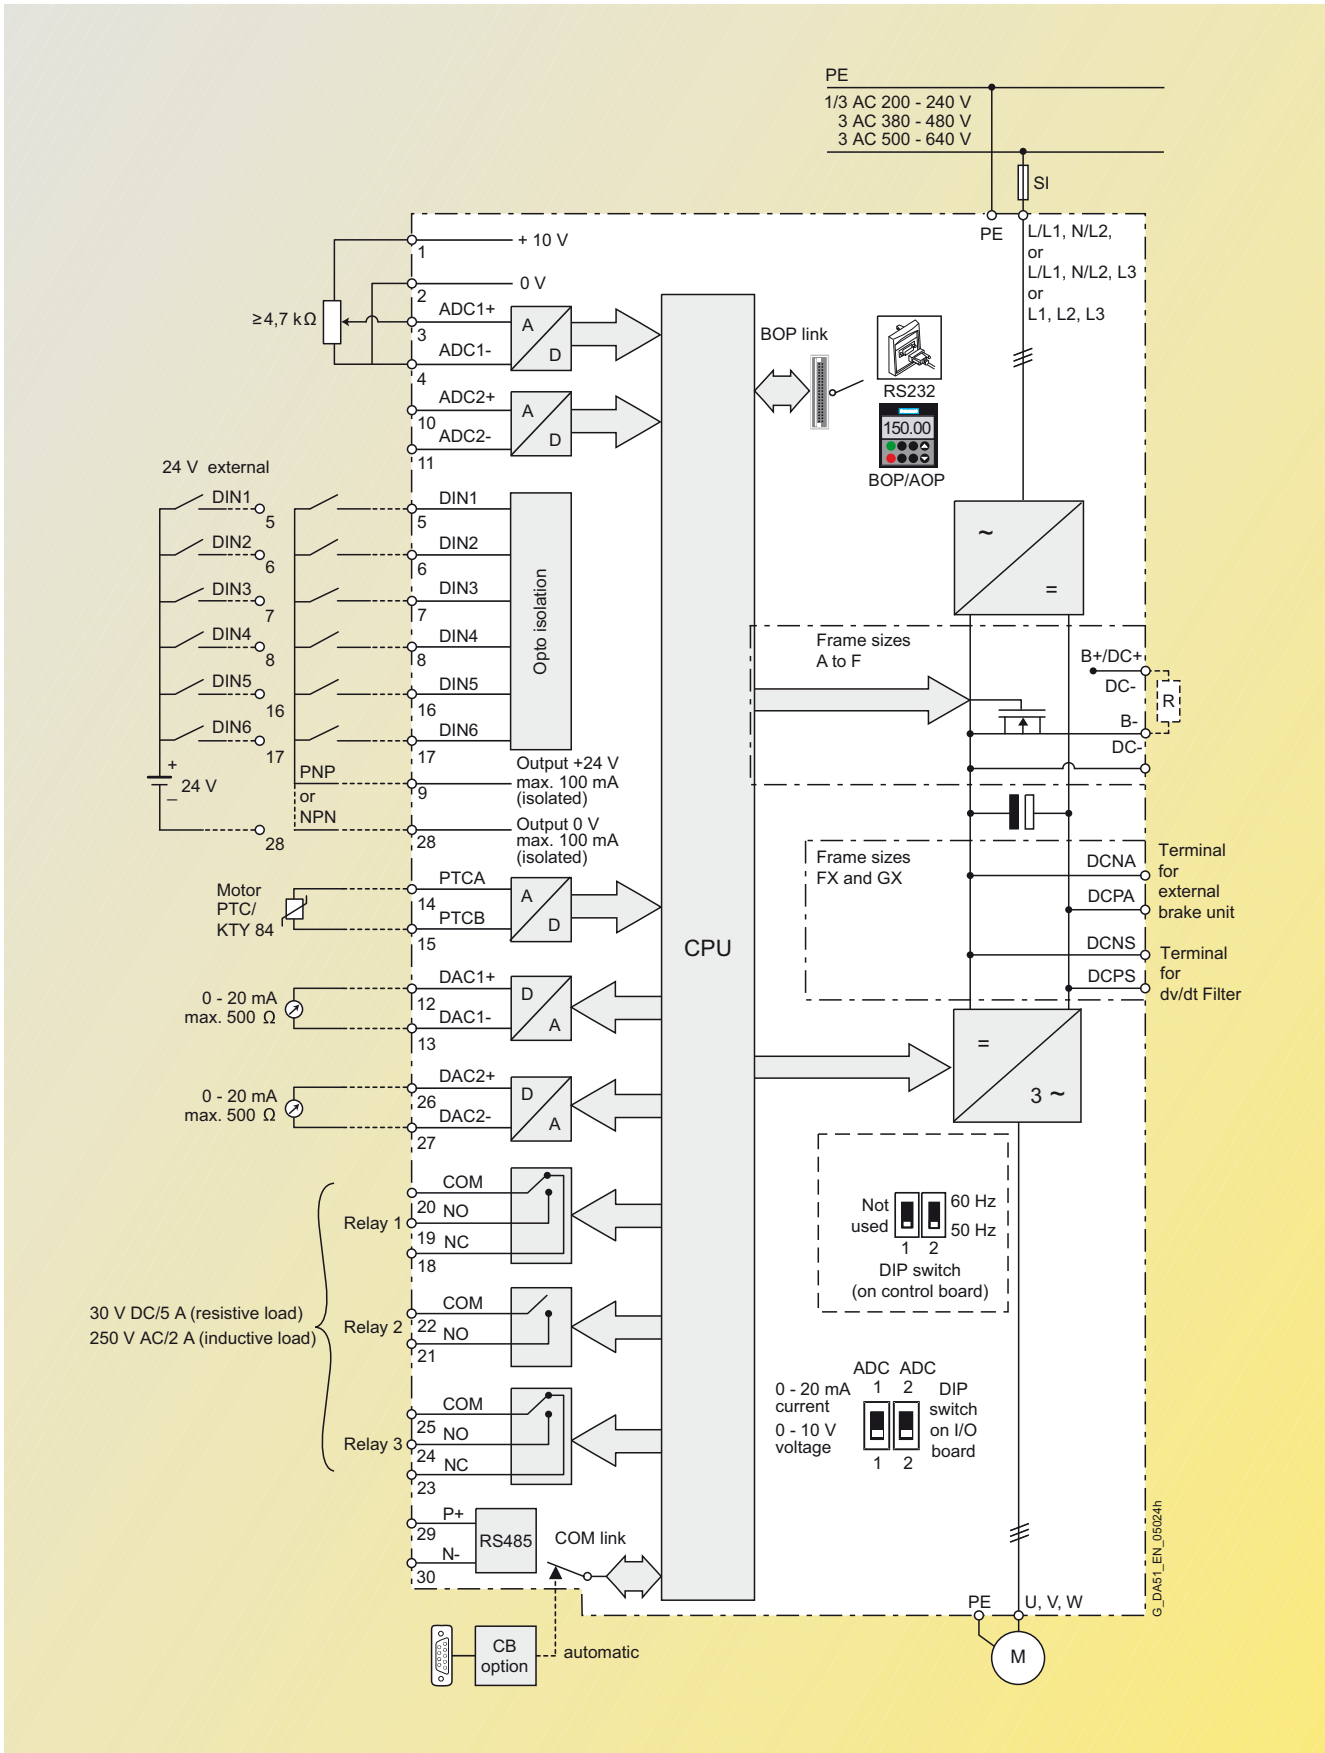 PE
1/3 AC 200 - 240 V
3 AC 380 - 480 V
3 AC 500 - 640 V
SI
PE
L/L1, N/L2,
or
L/L1, N/L2, L3
or
L1, L2, L3
1
+ 10 V
2
0 V
≥4,7 kΩ
ADC1+
3
ADC1-
4
A
D
ADC2+
10
ADC2-
11
A
D
BOP link
RS232
150.00
BOP/AOP
24 V external
DIN1
5
DIN2
6
DIN3
7
DIN4
8
DIN5
16
DIN6
17
+
24 V
–
28
DIN1
5
DIN2
6
DIN3
7
DIN4
8
DIN5
16
DIN6
17
Opto isolation
PNP
or
NPN
9
Output +24 V
max. 100 mA
(isolated)
28
Output 0 V
max. 100 mA
(isolated)
~
=
Frame sizes
A to F
B+/DC+
DC-
R
B-
DC-
Frame sizes
FX and GX
DCNA
DCPA
DCNS
DCPS
Terminal
for
external
brake unit
Terminal
for
dv/dt Filter
Motor
PTC/
KTY 84
PTCA
14
PTCB
15
A
D
CPU
0 - 20 mA
max. 500 Ω
DAC1+
12
DAC1-
13
D
A
0 - 20 mA
max. 500 Ω
DAC2+
26
DAC2-
27
D
A
=
3 ~
Not
used
60 Hz
50 Hz
1 2
DIP switch
(on control board)
30 V DC/5 A (resistive load)
250 V AC/2 A (inductive load)
Relay 1
COM
20
NO
19
NC
18
Relay 2
COM
22
NO
21
Relay 3
COM
25
NO
24
NC
23
ADC ADC
1 2
0 - 20 mA
current
0 - 10 V
voltage
DIP
switch
on I/O
board
1 2
P+
29
N-
30
RS485
COM link
CB
option
automatic
PE
U, V, W
M
G_DA51_EN_05024h